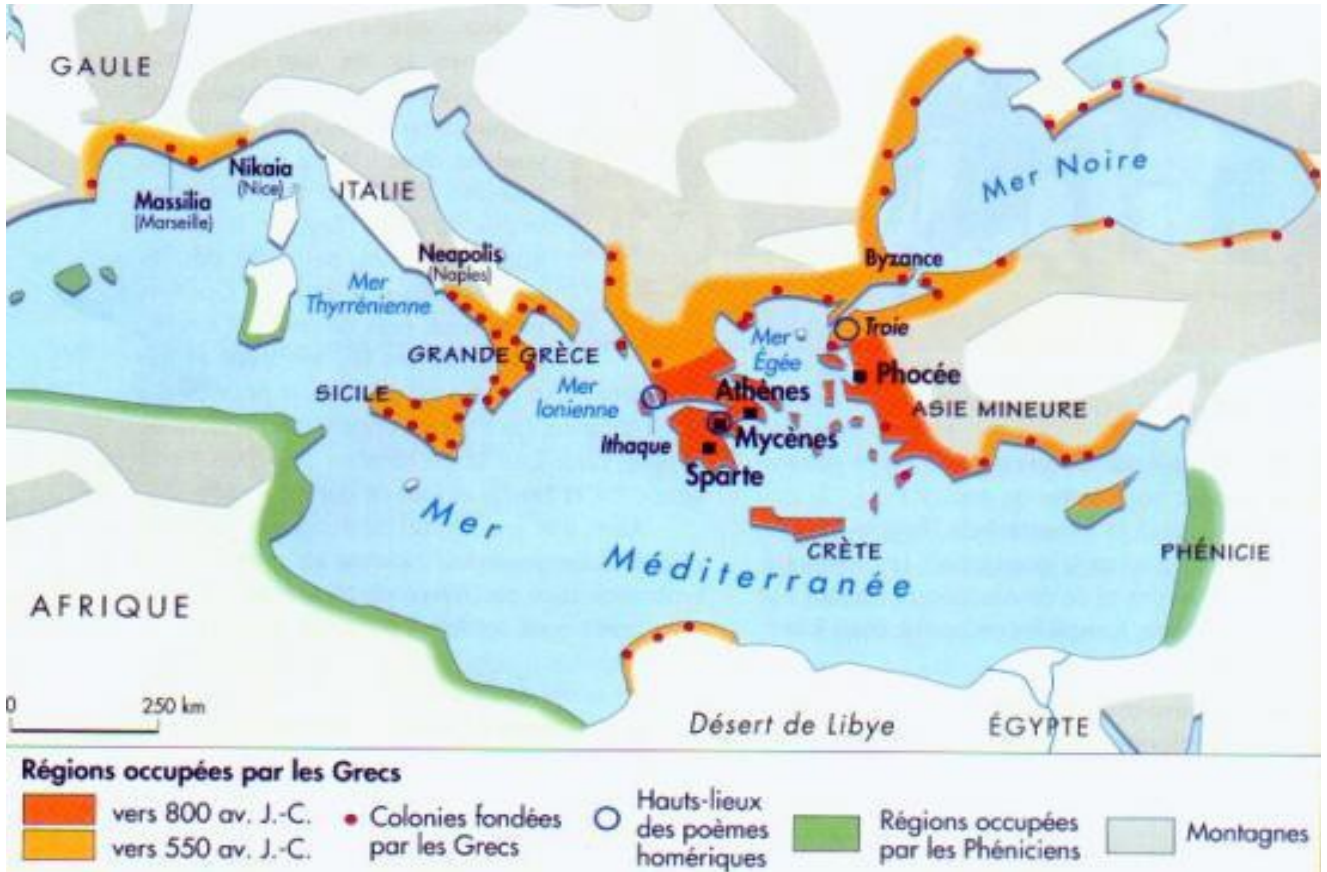 GAULE
Nikaia
(Nice)
Massilia
(Marseille)
ITALIE
Neapolis
(Naples)
Mer
Thyrrénienne
GRANDE GRÈCE
SICILE
Mer
Ionienne
Ithaque
Mer Noire
Byzance
Troie
Mer
Égée
Phocée
Athènes
ASIE MINEURE
Mycènes
Sparte
CRÈTE
PHÉNICIE
Mer
Méditerranée
AFRIQUE
0 250 km
Désert de Libye
ÉGYPTE
Régions occupées par les Grecs
vers 800 av. J.-C.
vers 550 av. J.-C.
Colonies fondées
par les Grecs
Hauts-lieux
des poèmes
homériques
Régions occupées
par les Phéniciens
Montagnes